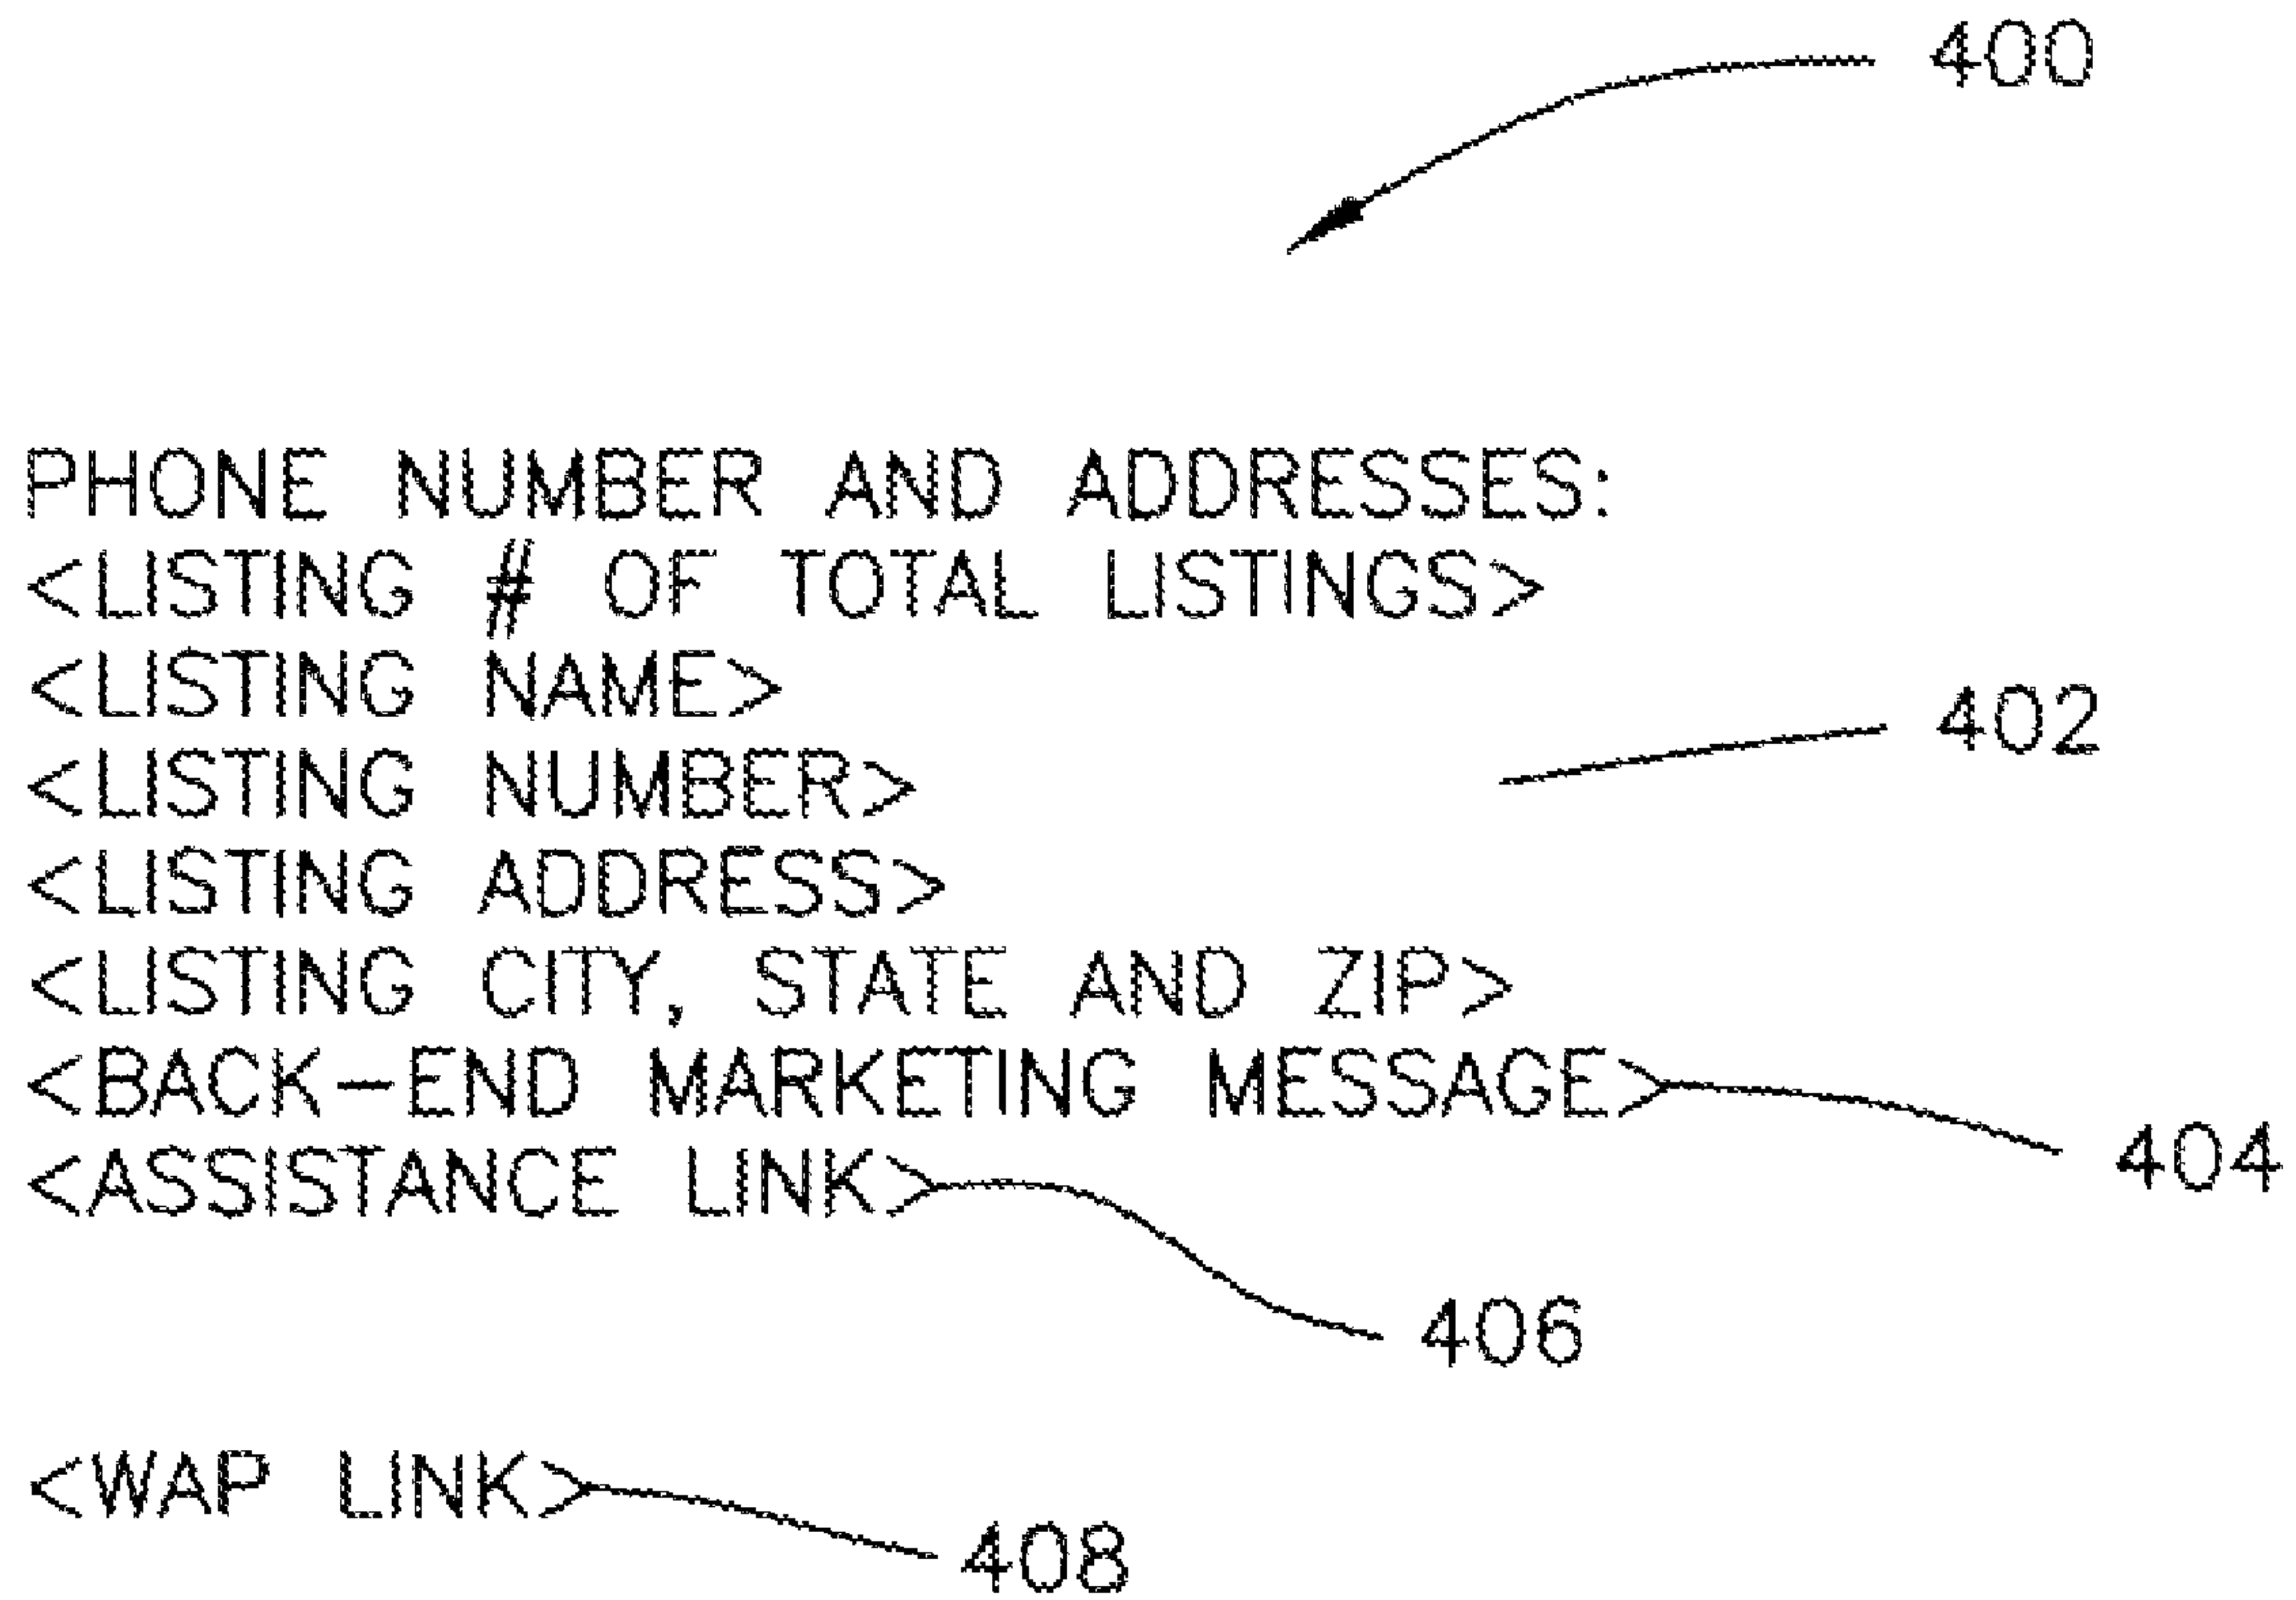 400
PHONE NUMBER AND ADDRESSES:
<LISTING # OF TOTAL LISTINGS>
<LISTING NAME>
402
<LISTING NUMBER>
<LISTING ADDRESS>
<LISTING CITY, STATE AND ZIP>
<BACK-END MARKETING MESSAGE>
404
<ASSISTANCE LINK>
406
<WAP LINK>
408